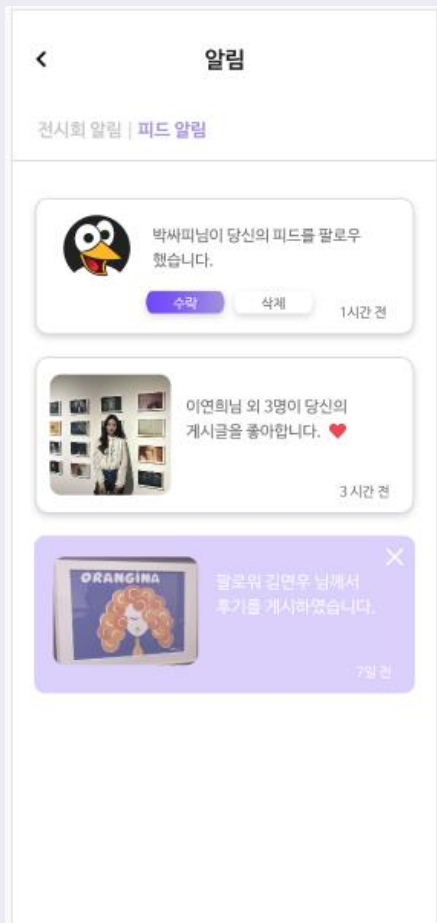 알림
전시회 알림 | 피드 알림
박싸피님이 당신의 피드를 팔로우
했습니다.
수락 삭제
1시간 전
이연희님 외 3명이 당신의
게시글을 좋아합니다.
3 시간 전
ORANGINA
팔로워 김연우 님께서
후기를 게시하였습니다.
7일 전